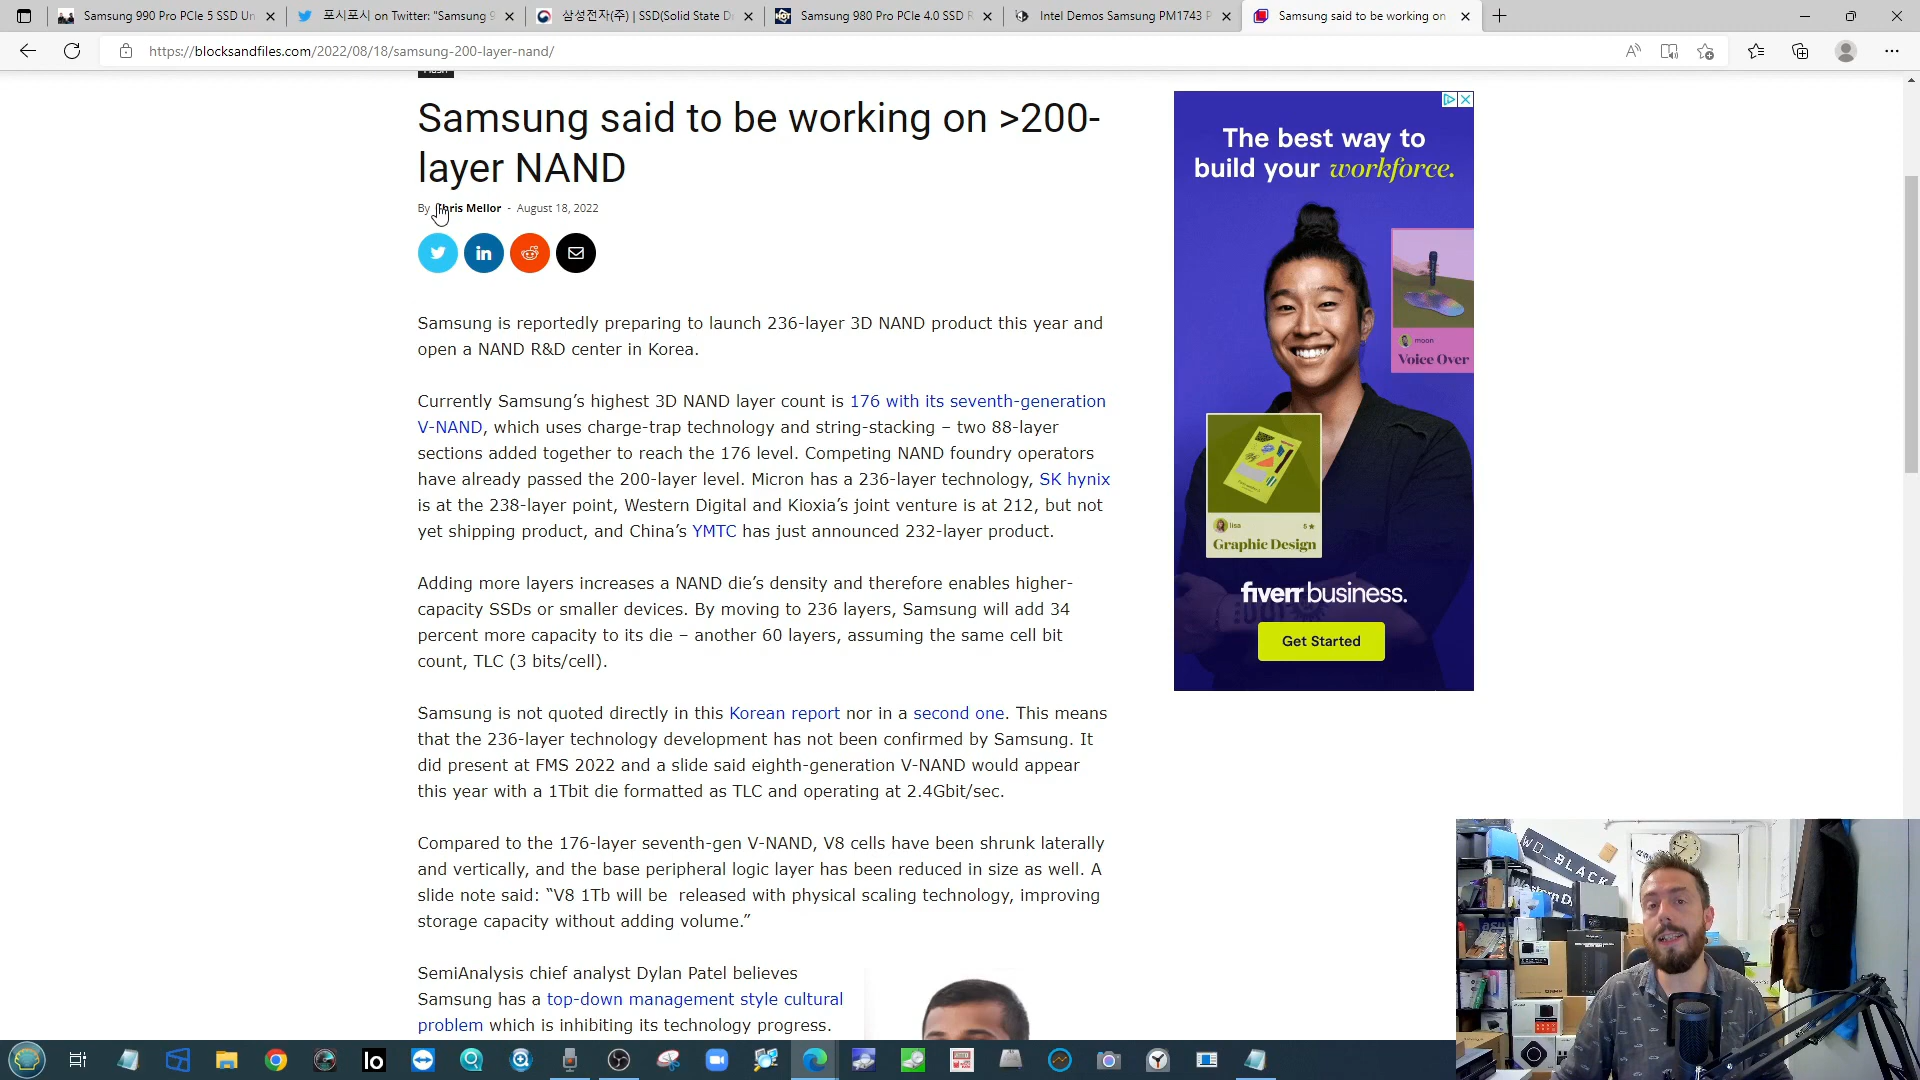 Samsung 990 Pro PCIe 5 SSD Un
포시포시 on Twitter: "Samsung 9
삼성전자(주) | SSD(Solid State D
Samsung 980 Pro PCIe 4.0 SSD R
Intel Demos Samsung PM1743 P
Samsung said to be working on
https://blocksandfiles.com/2022/08/18/samsung-200-layer-nand/
Flash
Samsung said to be working on >200-
layer NAND
By Chris Mellor - August 18, 2022
in
Samsung is reportedly preparing to launch 236-layer 3D NAND product this year and
open a NAND R&D center in Korea.
Currently Samsung’s highest 3D NAND layer count is 176 with its seventh-generation
V-NAND, which uses charge-trap technology and string-stacking – two 88-layer
sections added together to reach the 176 level. Competing NAND foundry operators
have already passed the 200-layer level. Micron has a 236-layer technology, SK hynix
is at the 238-layer point, Western Digital and Kioxia’s joint venture is at 212, but not
yet shipping product, and China’s YMTC has just announced 232-layer product.
Adding more layers increases a NAND die’s density and therefore enables higher-
capacity SSDs or smaller devices. By moving to 236 layers, Samsung will add 34
percent more capacity to its die – another 60 layers, assuming the same cell bit
count, TLC (3 bits/cell).
Samsung is not quoted directly in this Korean report nor in a second one. This means
that the 236-layer technology development has not been confirmed by Samsung. It
did present at FMS 2022 and a slide said eighth-generation V-NAND would appear
this year with a 1Tbit die formatted as TLC and operating at 2.4Gbit/sec.
Compared to the 176-layer seventh-gen V-NAND, V8 cells have been shrunk laterally
and vertically, and the base peripheral logic layer has been reduced in size as well. A
slide note said: “V8 1Tb will be released with physical scaling technology, improving
storage capacity without adding volume.”
SemiAnalysis chief analyst Dylan Patel believes
Samsung has a top-down management style cultural
problem which is inhibiting its technology progress.
The best way to
build your workforce.
moon
Voice Over
lisa
5 ★
Graphic Design
fiverr business.
Get Started
WD_BLACK
Western Di
lo